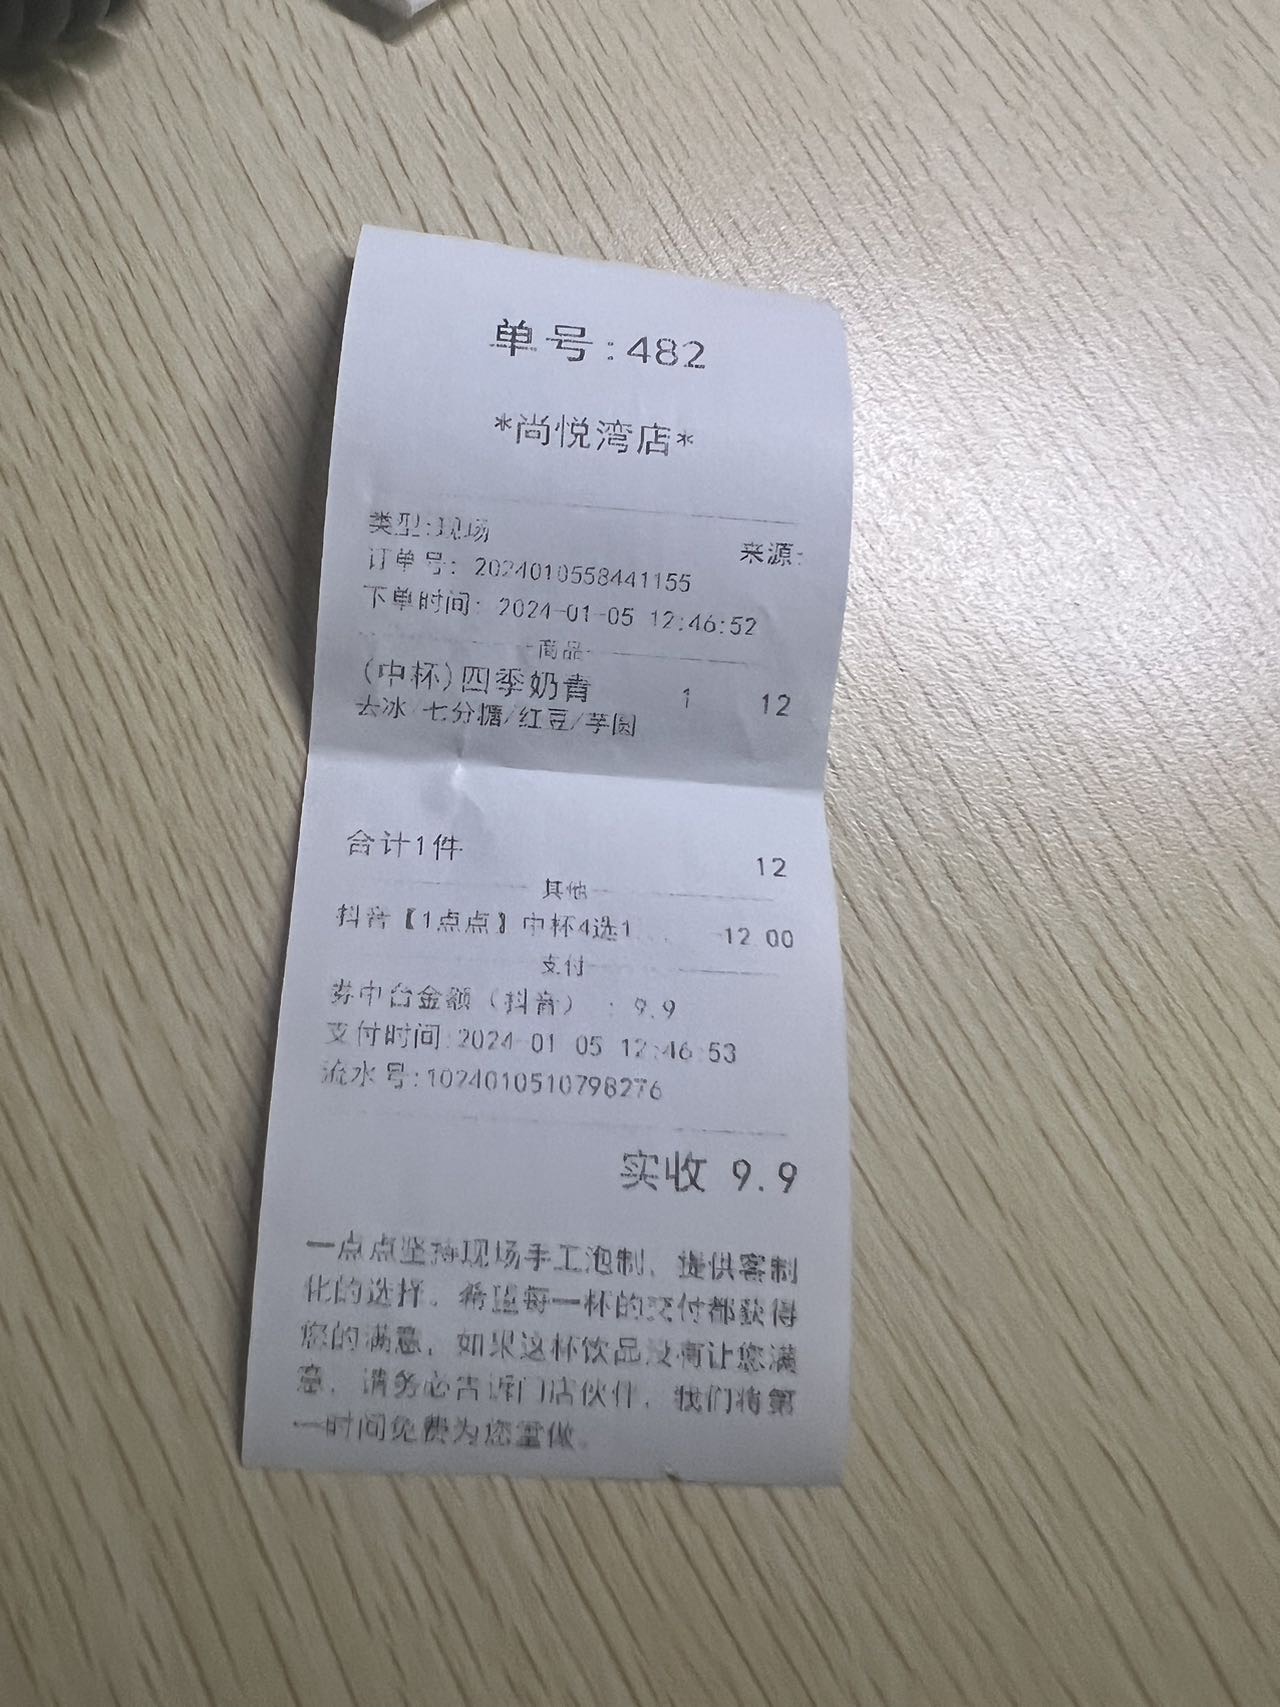 单号:482
*尚悦湾店*
类型:现场 来源:
订单号: 2024010558441155
下单时间: 2024-01-05 12:46:52
商品
(中杯)四季奶青 1 12
去冰/七分糖/红豆/芋圆
合计1件 12
其他
抖音【1点点】中杯4选1... -12.00
支付
券中台金额(抖音) : 9.9
支付时间:2024-01-05 12:46:53
流水号:1024010510798276
实收 9.9
一点点坚持现场手工泡制，提供客制
化的选择。希望每一杯的交付都获得
您的满意，如果这杯饮品没有让您满
意，请务必告诉门店伙伴，我们将第
一时间免费为您重做。